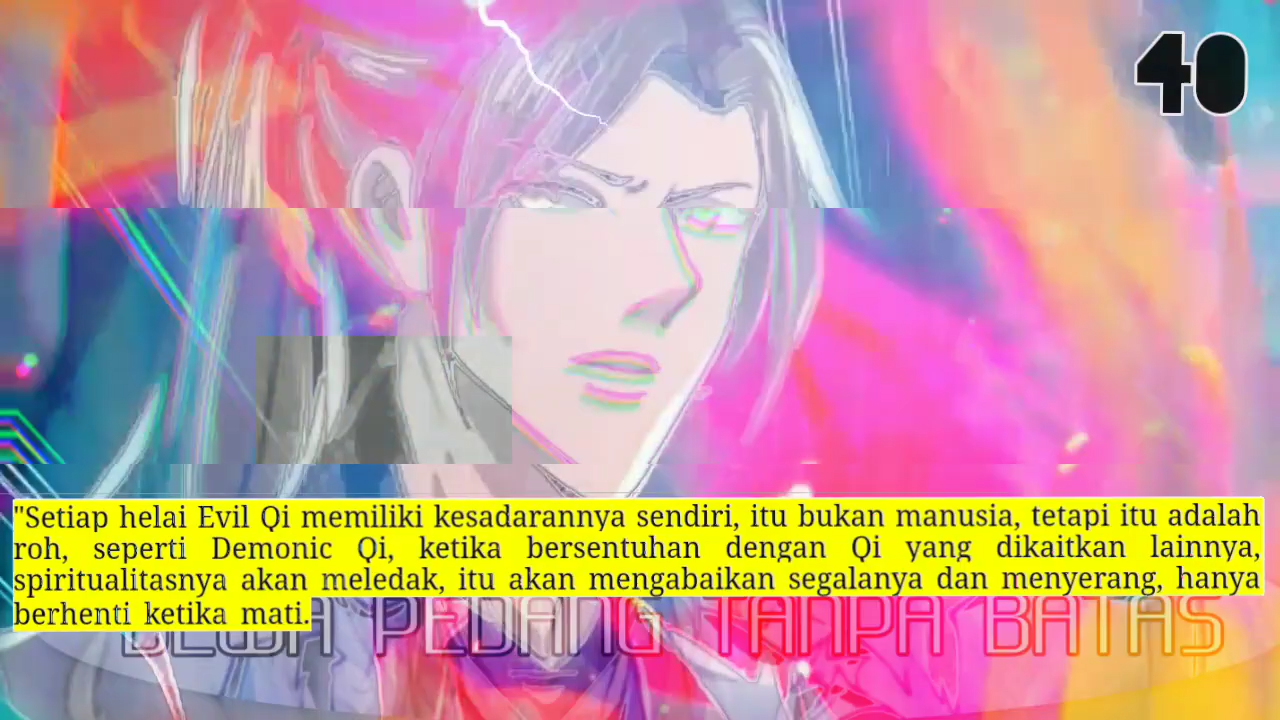 40
"Setiap helai Evil Qi memiliki kesadarannya sendiri, itu bukan manusia, tetapi itu adalah
roh, seperti Demonic Qi, ketika bersentuhan dengan Qi yang dikaitkan lainnya,
spiritualitasnya akan meledak, itu akan mengabaikan segalanya dan menyerang, hanya
berhenti ketika mati.
DEWA PEDANG TANPA BATAS